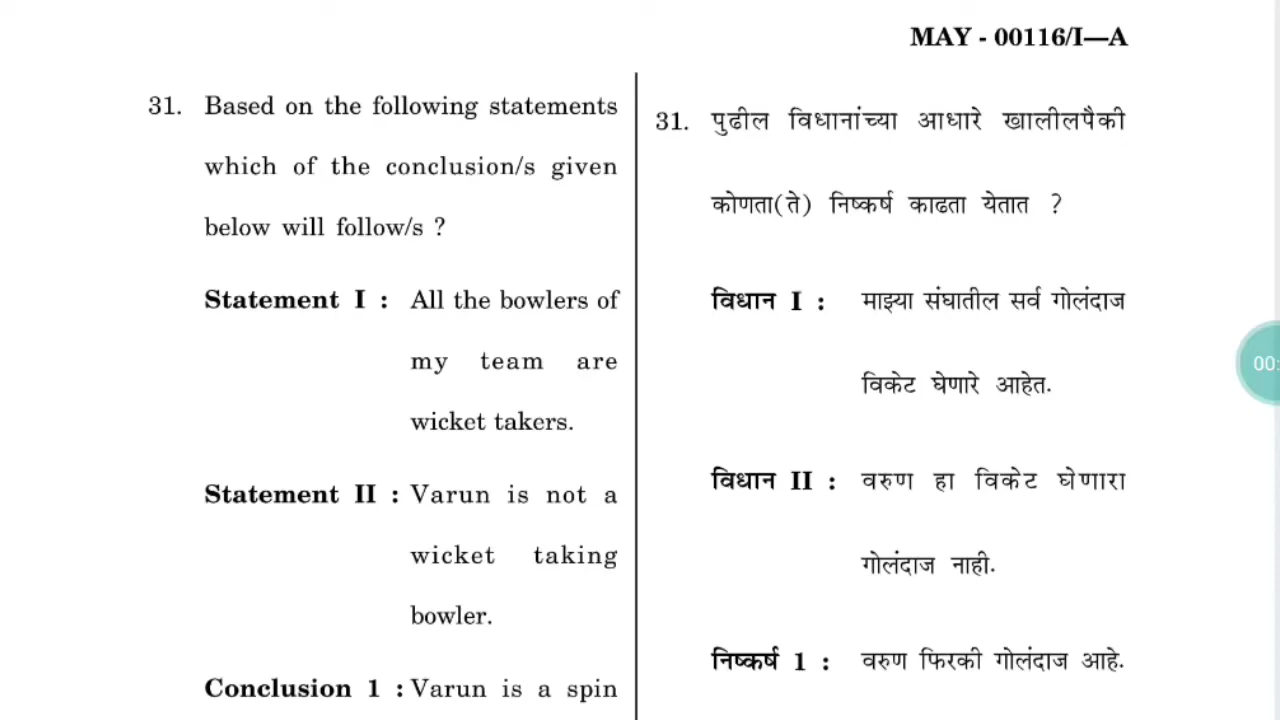 MAY - 00116/I—A
31. Based on the following statements
which of the conclusion/s given
below will follow/s ?
Statement I : All the bowlers of
my team are
wicket takers.
Statement II : Varun is not a
wicket taking
bowler.
Conclusion 1 : Varun is a spin
31. पुढील विधानांच्या आधारे खालीलपैकी
कोणता(ते) निष्कर्ष काढता येतात ?
विधान I : माझ्या संघातील सर्व गोलंदाज
विकेट घेणारे आहेत.
विधान II : वरुण हा विकेट घेणारा
गोलंदाज नाही.
निष्कर्ष 1 : वरुण फिरकी गोलंदाज आहे.
00: